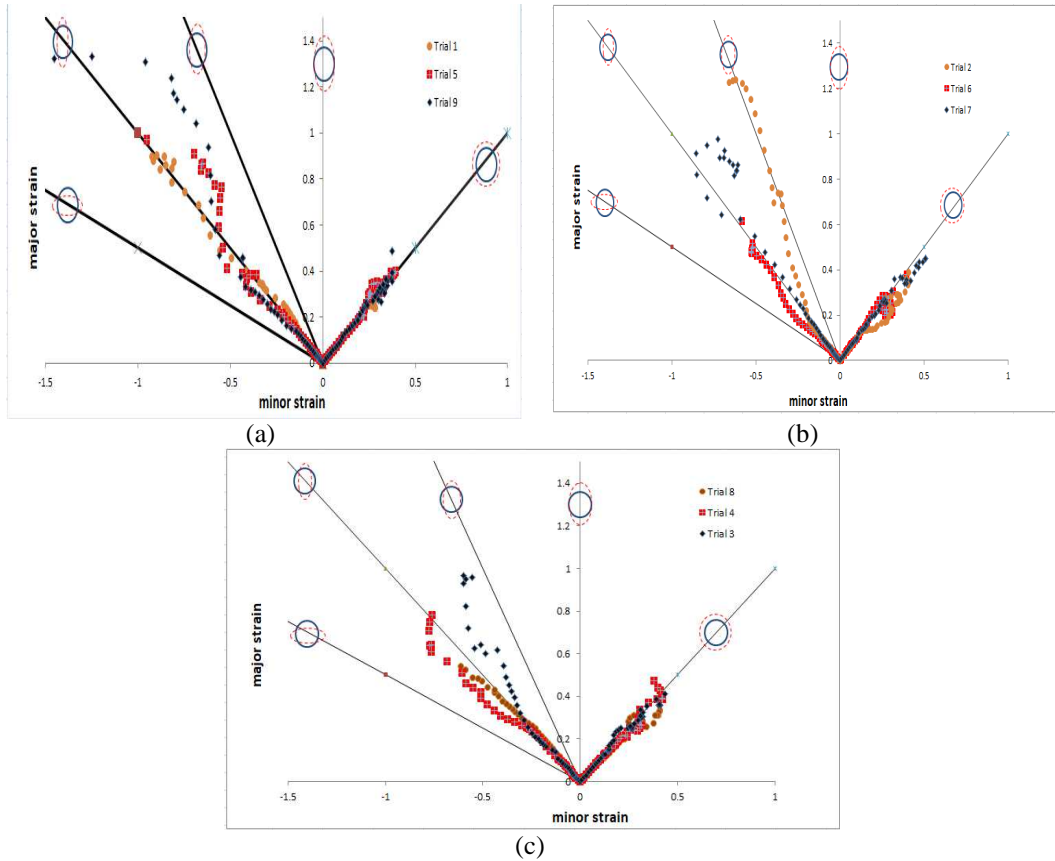 1.4
1.2
1
0.8
0.6
0.4
0.2
0
-1.5
-1
-0.5
0
0.5
1
major strain
minor strain
Trial 1
Trial 5
Trial 9
(a)
1.4
1.2
1
0.8
0.6
0.4
0.2
0
-1.5
-1
-0.5
0
0.5
1
major strain
minor strain
Trial 2
Trial 6
Trial 7
(b)
1.4
1.2
1
0.8
0.6
0.4
0.2
0
-1.5
-1
-0.5
0
0.5
1
major strain
minor strain
Trial 8
Trial 4
Trial 3
(c)